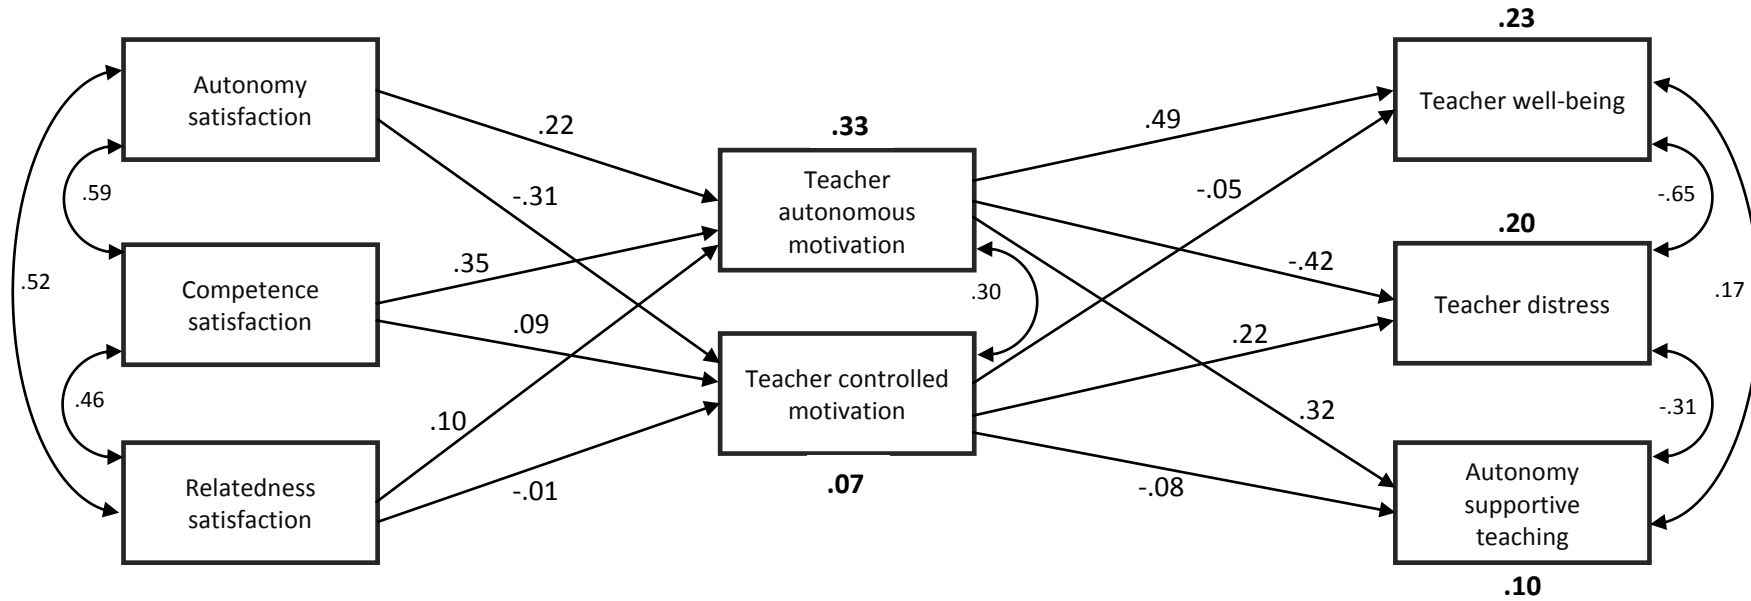 .23
Autonomy
satisfaction
Teacher well-being
.22
.33
.49
.59
-.31
Teacher
autonomous
motivation
-.05
-.65
.20
.52
Competence
satisfaction
.35
.09
.30
-.42
.22
Teacher distress
.17
.46
Teacher controlled
motivation
.10
.32
-.31
Relatedness
satisfaction
-.01
.07
-.08
Autonomy
supportive
teaching
.10